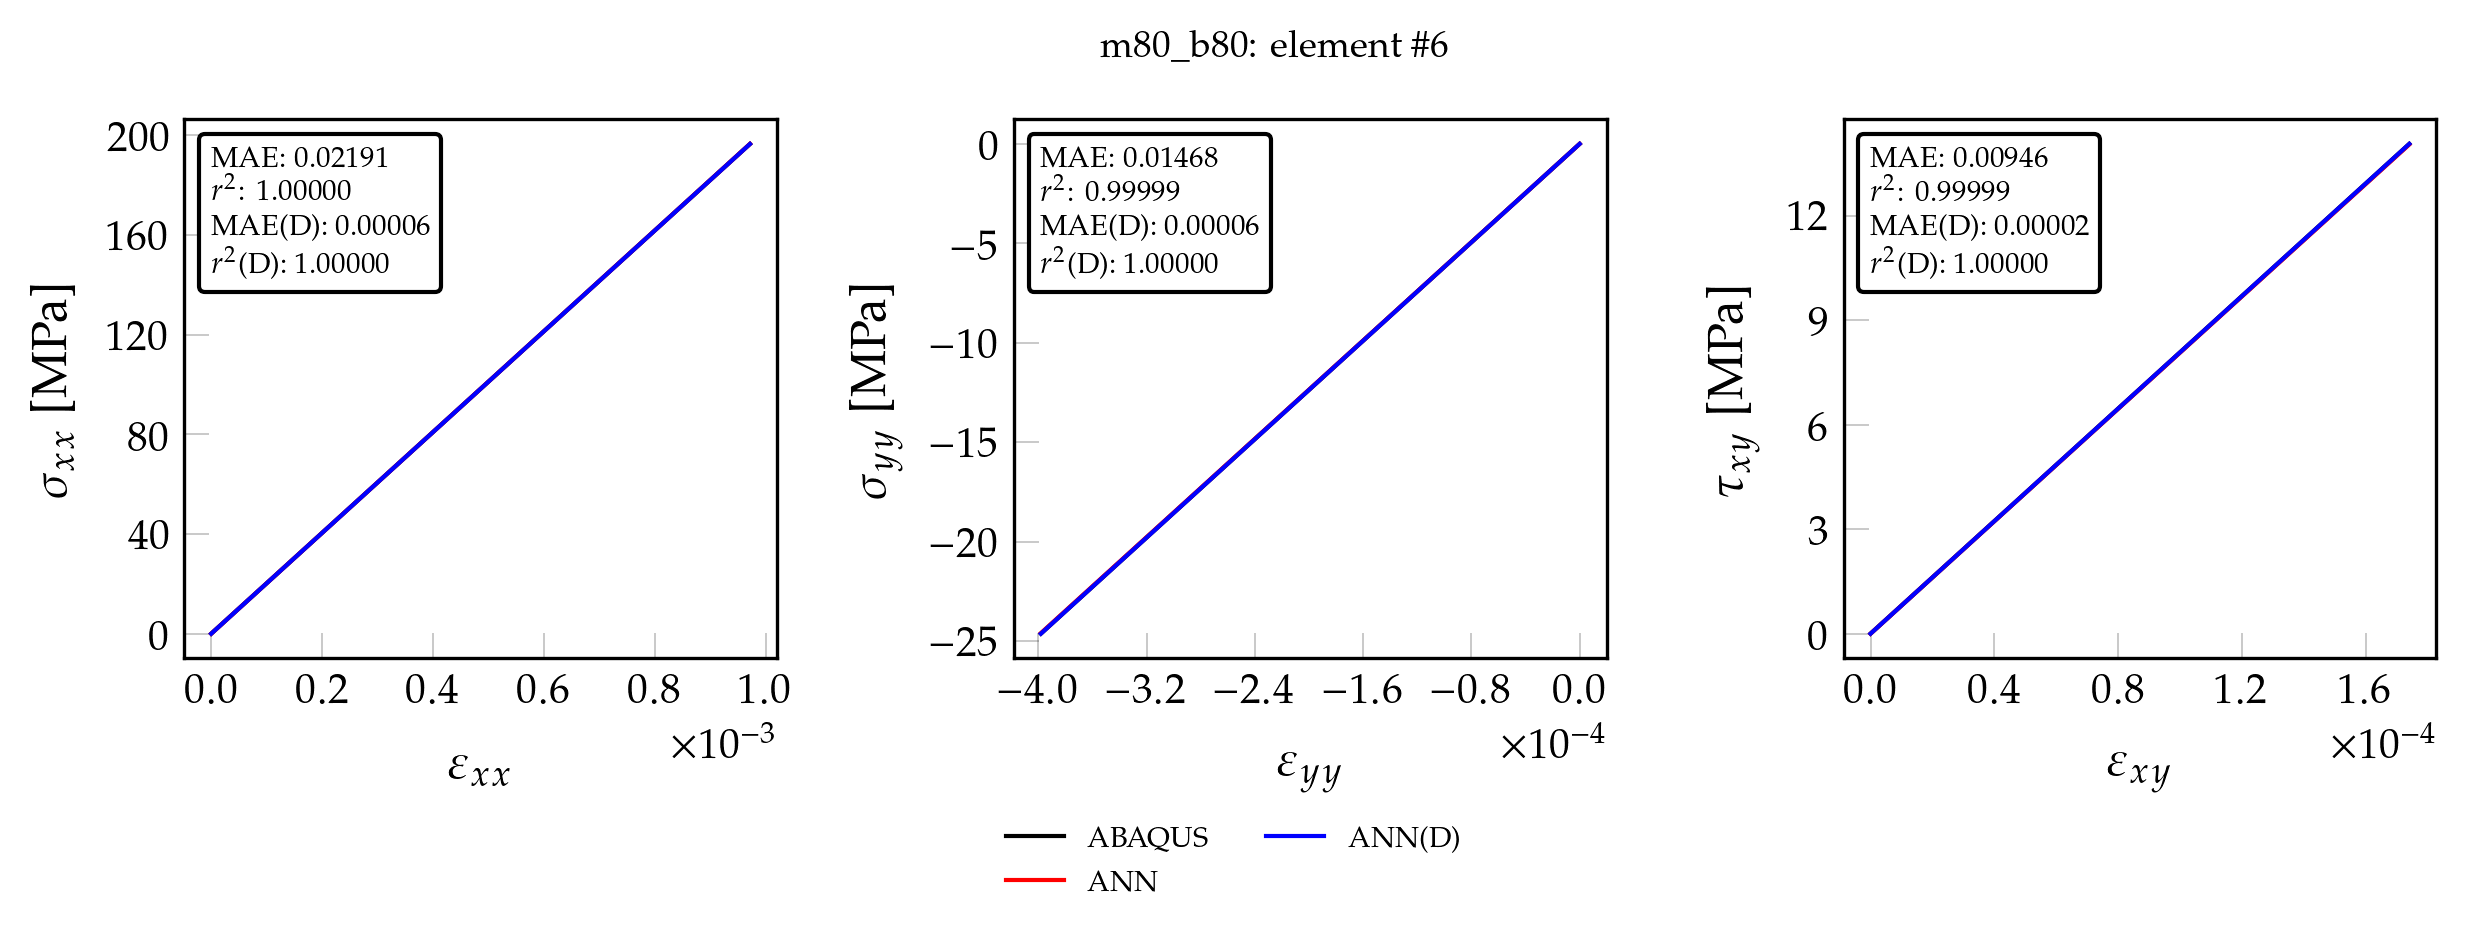 m80_b80: element #6
200
160
120
80
40
0
σxx [MPa]
MAE: 0.02191
r²: 1.00000
MAE(D): 0.00006
r²(D): 1.00000
0.0 0.2 0.4 0.6 0.8 1.0
×10⁻³
εxx
0
−5
−10
−15
−20
−25
σyy [MPa]
MAE: 0.01468
r²: 0.99999
MAE(D): 0.00006
r²(D): 1.00000
−4.0 −3.2 −2.4 −1.6 −0.8 0.0
×10⁻⁴
εyy
12
9
6
3
0
τxy [MPa]
MAE: 0.00946
r²: 0.99999
MAE(D): 0.00002
r²(D): 1.00000
0.0 0.4 0.8 1.2 1.6
×10⁻⁴
εxy
ABAQUS
ANN
ANN(D)